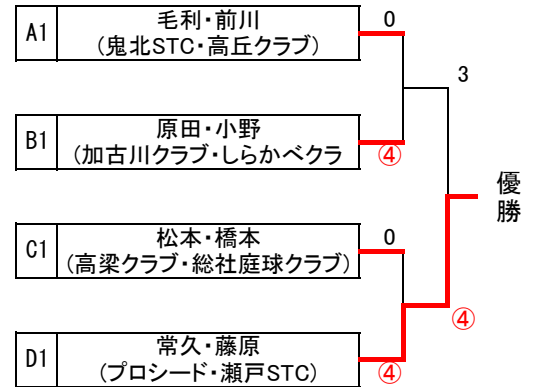 A1
毛利・前川
(鬼北STC・高丘クラブ)
0
3
B1
原田・小野
(加古川クラブ・しらかベクラ
④
優勝
C1
松本・橋本
(高梁クラブ・総社庭球クラブ)
0
④
D1
常久・藤原
(プロシード・瀬戸STC)
④